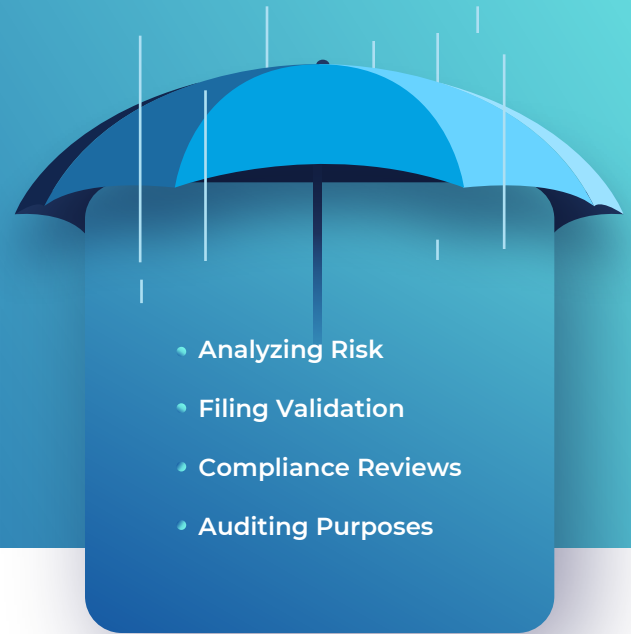 Analyzing Risk
Filing Validation
Compliance Reviews
Auditing Purposes